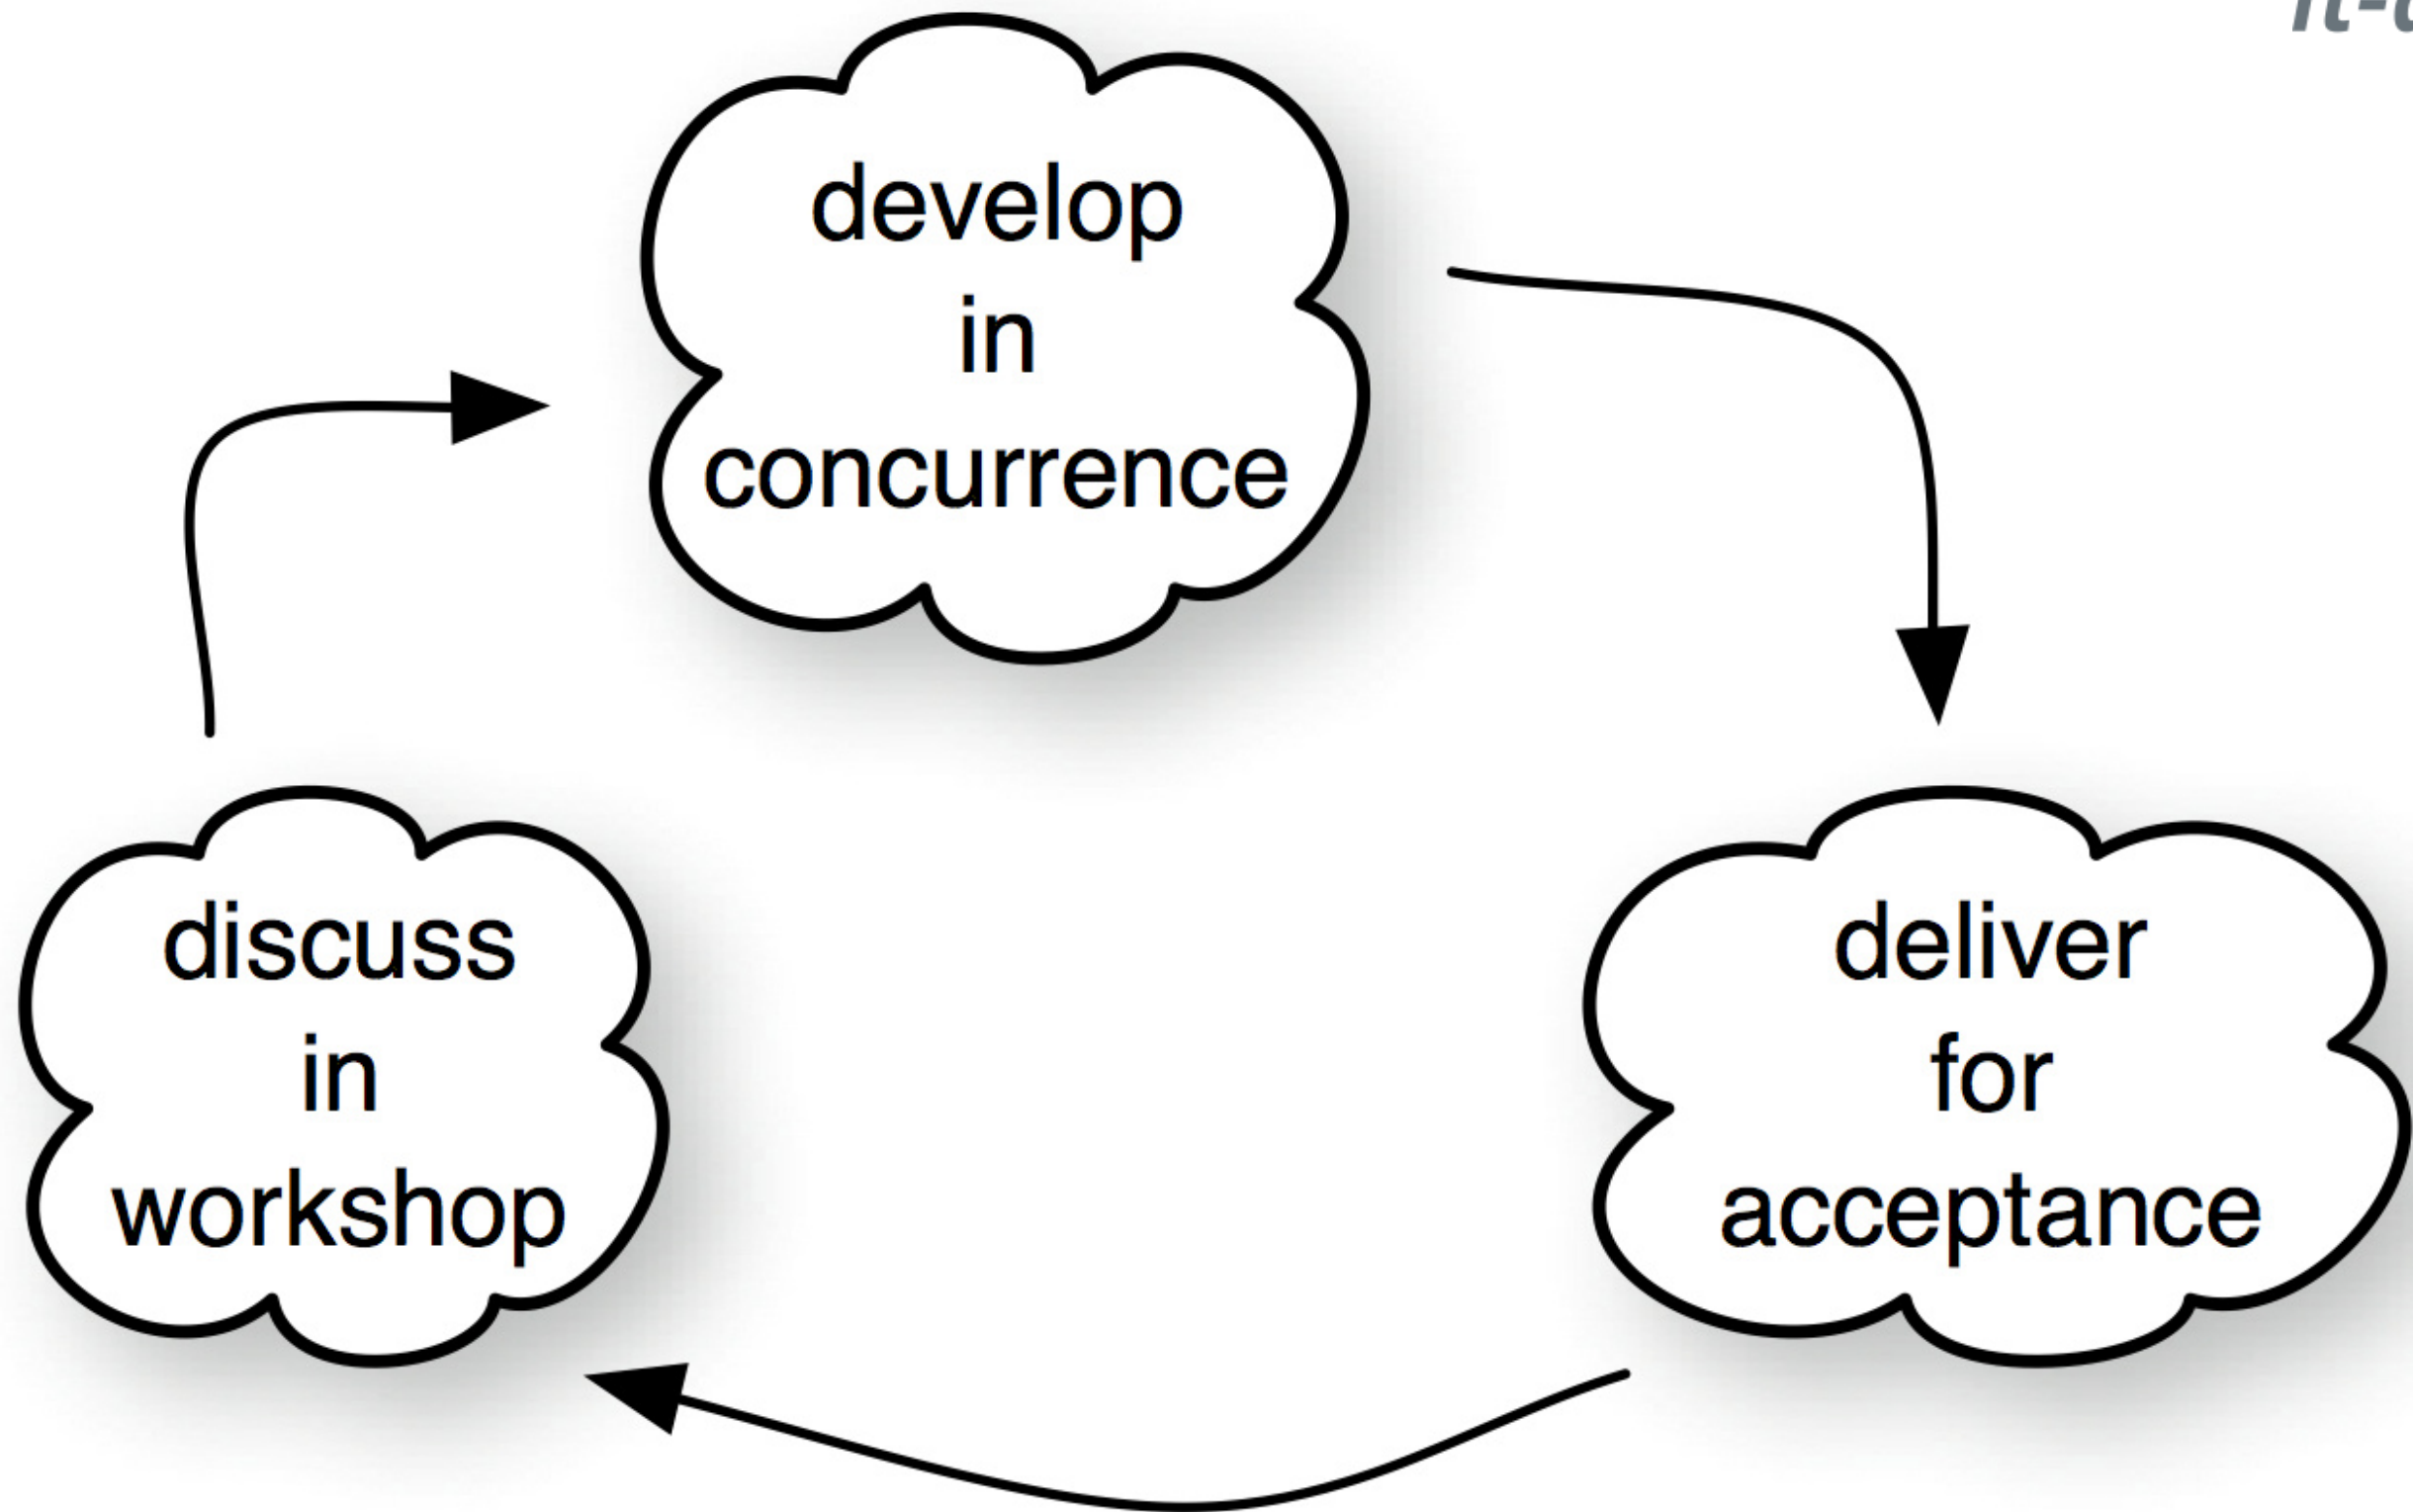 develop
in
concurrence
discuss
in
workshop
deliver
for
acceptance